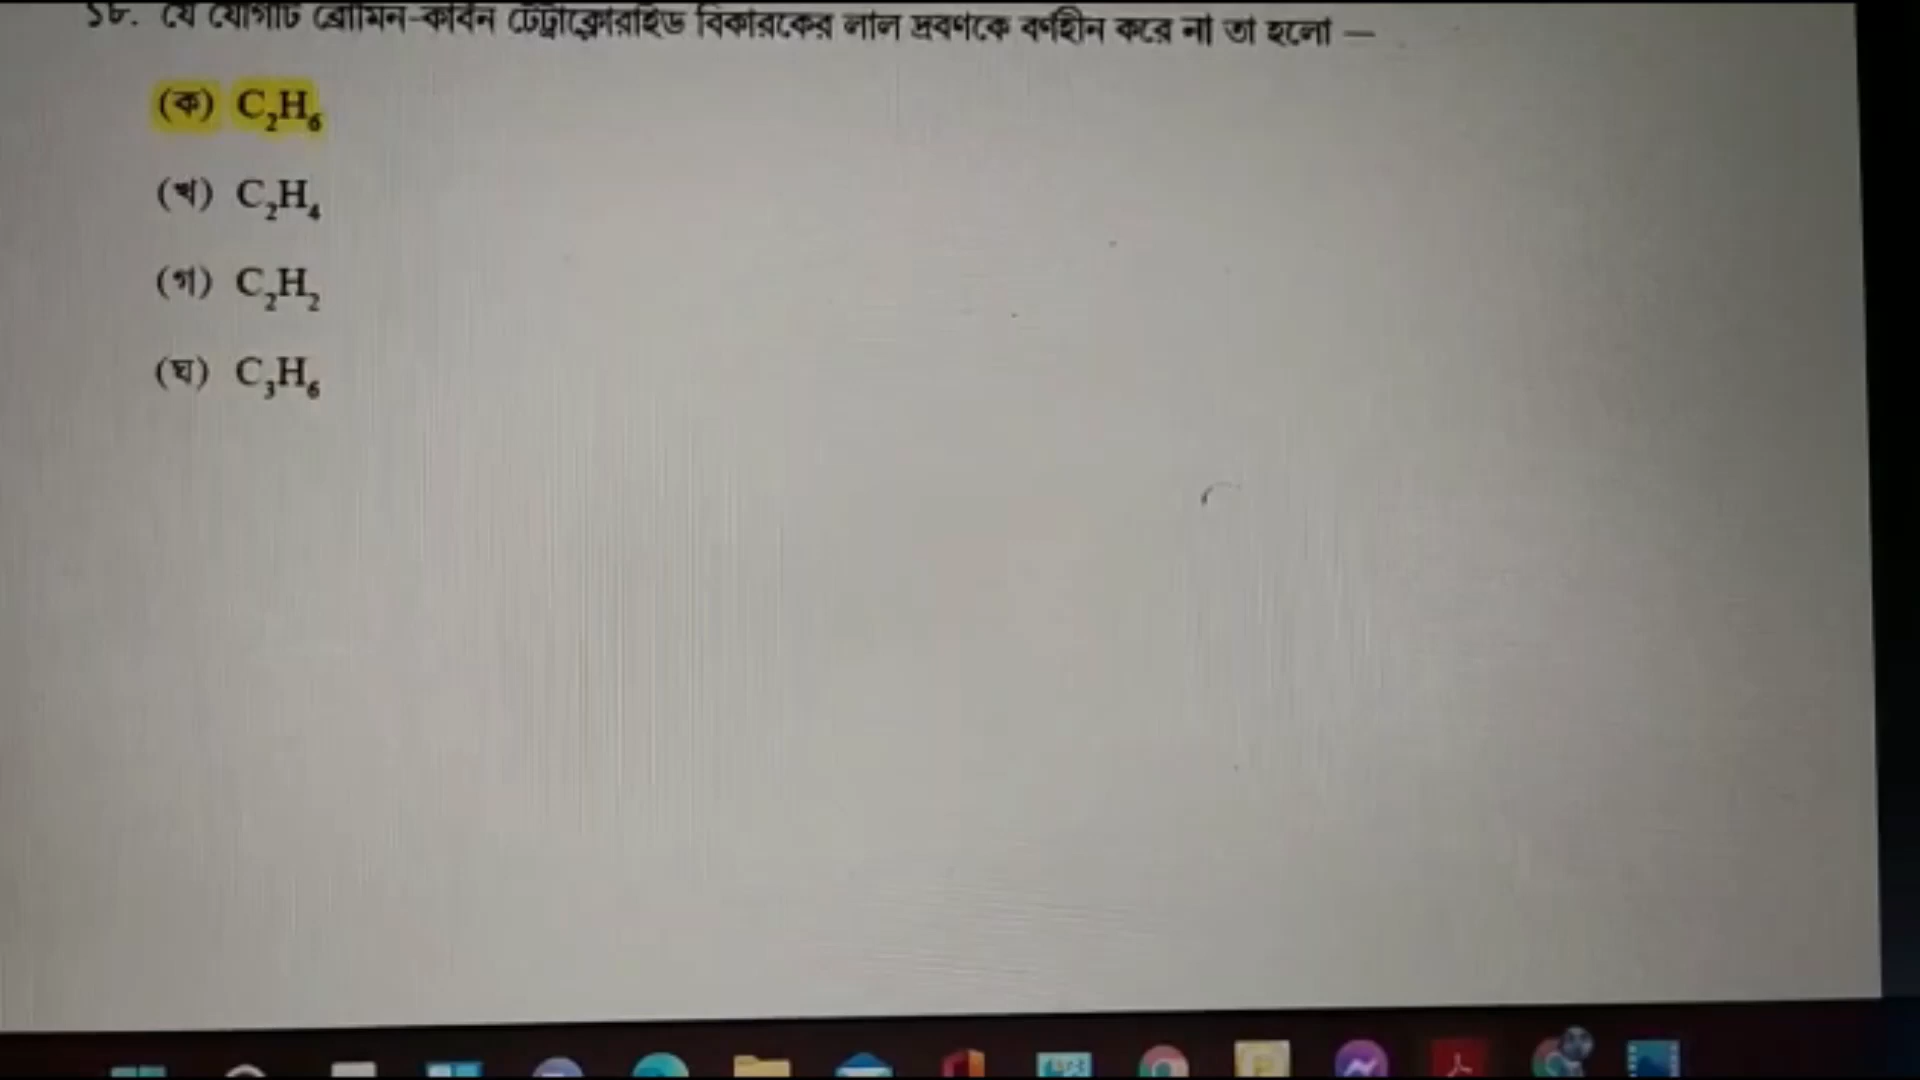 ১৮. যে যৌগটি ব্রোমিন-কার্বন টেট্রাক্লোরাইড বিকারকের লাল দ্রবণকে বর্ণহীন করে না তা হলো —
(ক) C₂H₆
(খ) C₂H₄
(গ) C₂H₂
(ঘ) C₃H₆